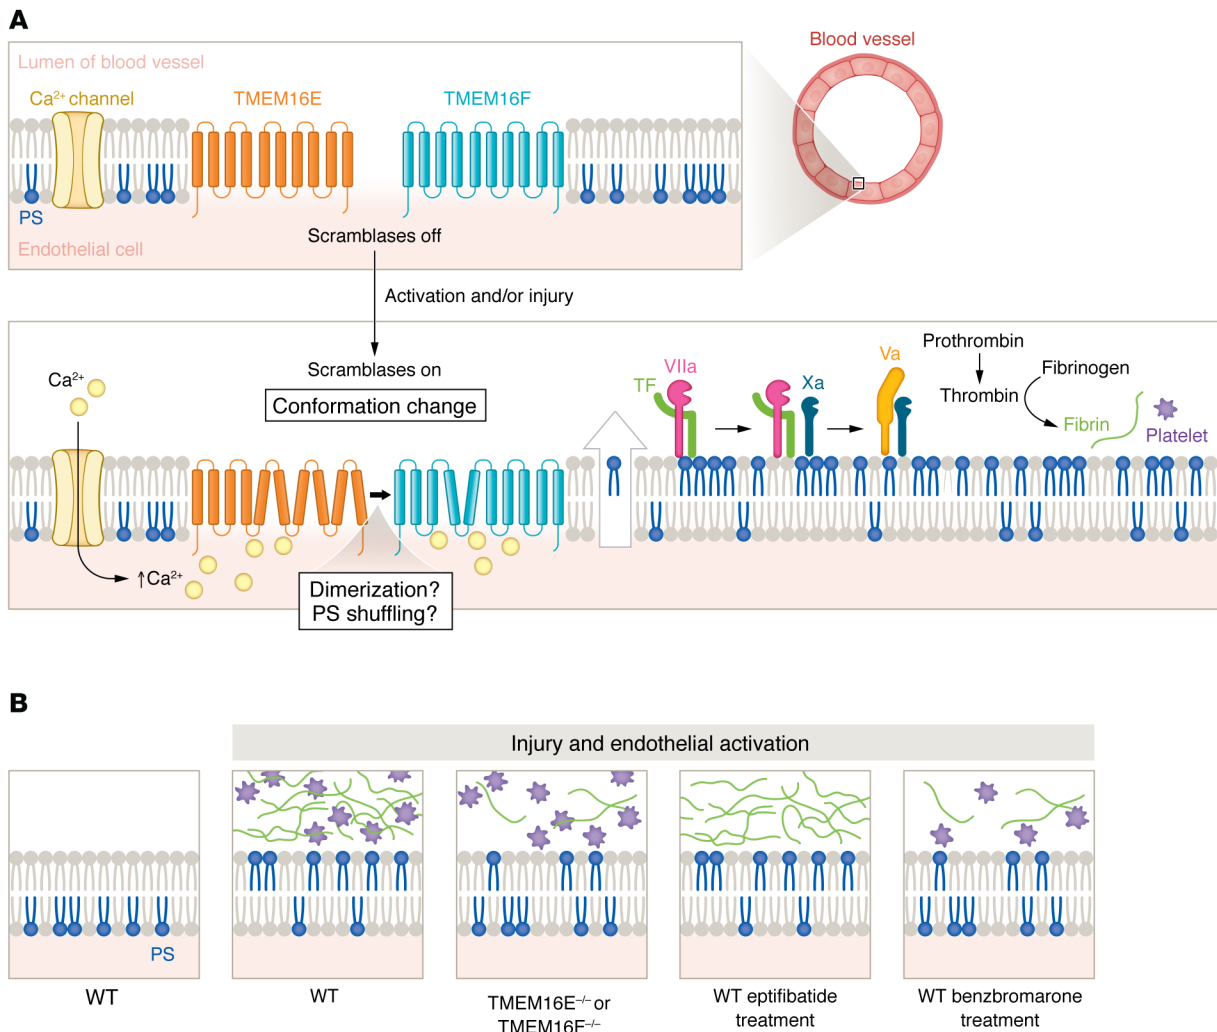 A
Blood vessel
Lumen of blood vessel
Ca²⁺ channel
TMEM16E
TMEM16F
PS
Endothelial cell
Scramblases off
Activation and/or injury
Scramblases on
Conformation change
Ca²⁺
TF
VIIa
Xa
Va
Prothrombin
Thrombin
Fibrinogen
Fibrin
Platelet
↑Ca²⁺
Dimerization?
PS shuffling?
B
Injury and endothelial activation
PS
WT
WT
TMEM16E⁻/⁻ or
TMEM16F⁻/⁻
WT eptifibatide
treatment
WT benzbromarone
treatment